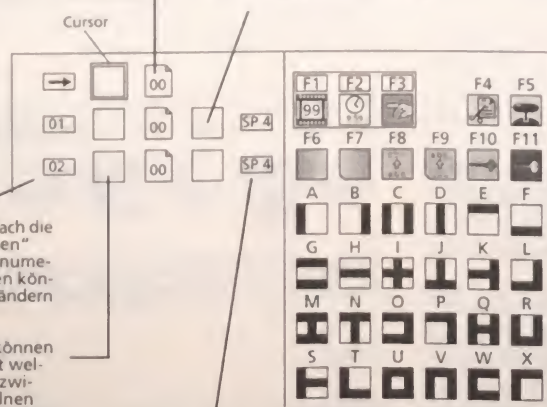 Cursor
00
01 00 SP 4
02 00 SP 4
ach die
en“
nume-
en kön-
ändern
können
t wel-
zwi-
lnen
F1 F2 F3 F4 F5
99
F6 F7 F8 F9 F10 F11
A B C D E F
G H I J K L
M N O P Q R
S T U V W X